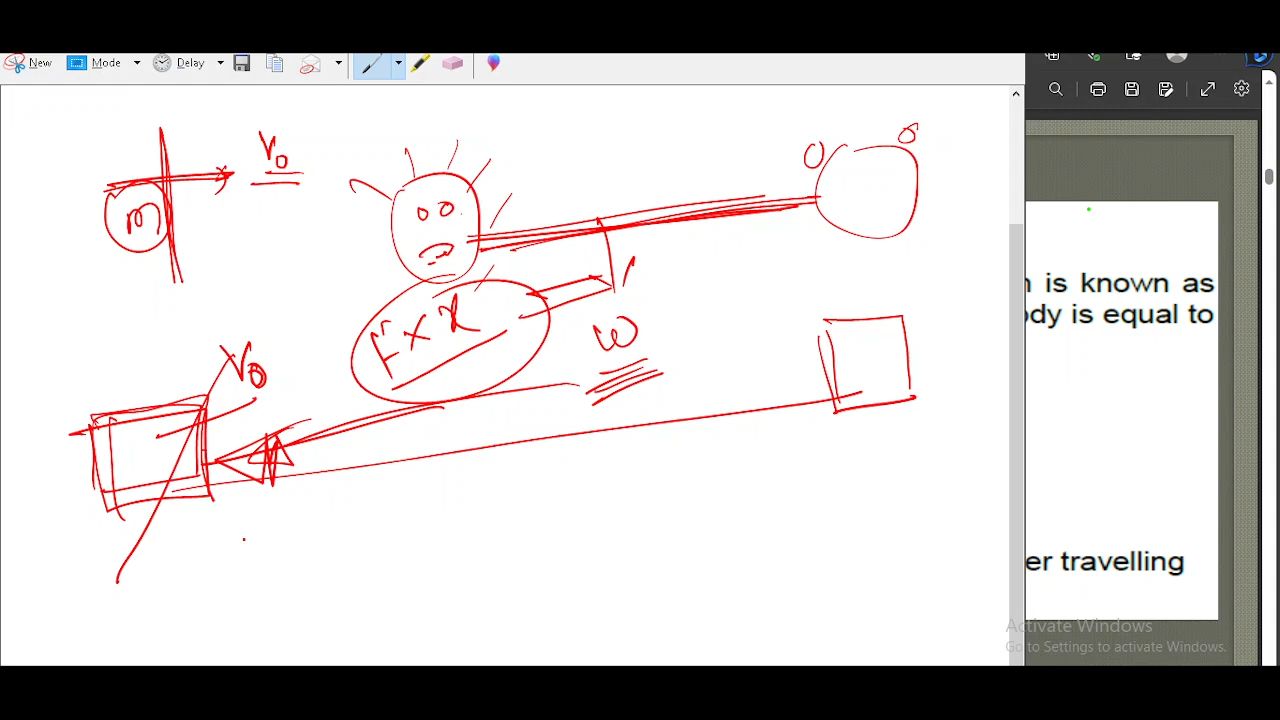 New Mode Delay
V0
m
F × x
W
V0
n is known as
ody is equal to
er travelling
Activate Windows
Go to Settings to activate Windows.